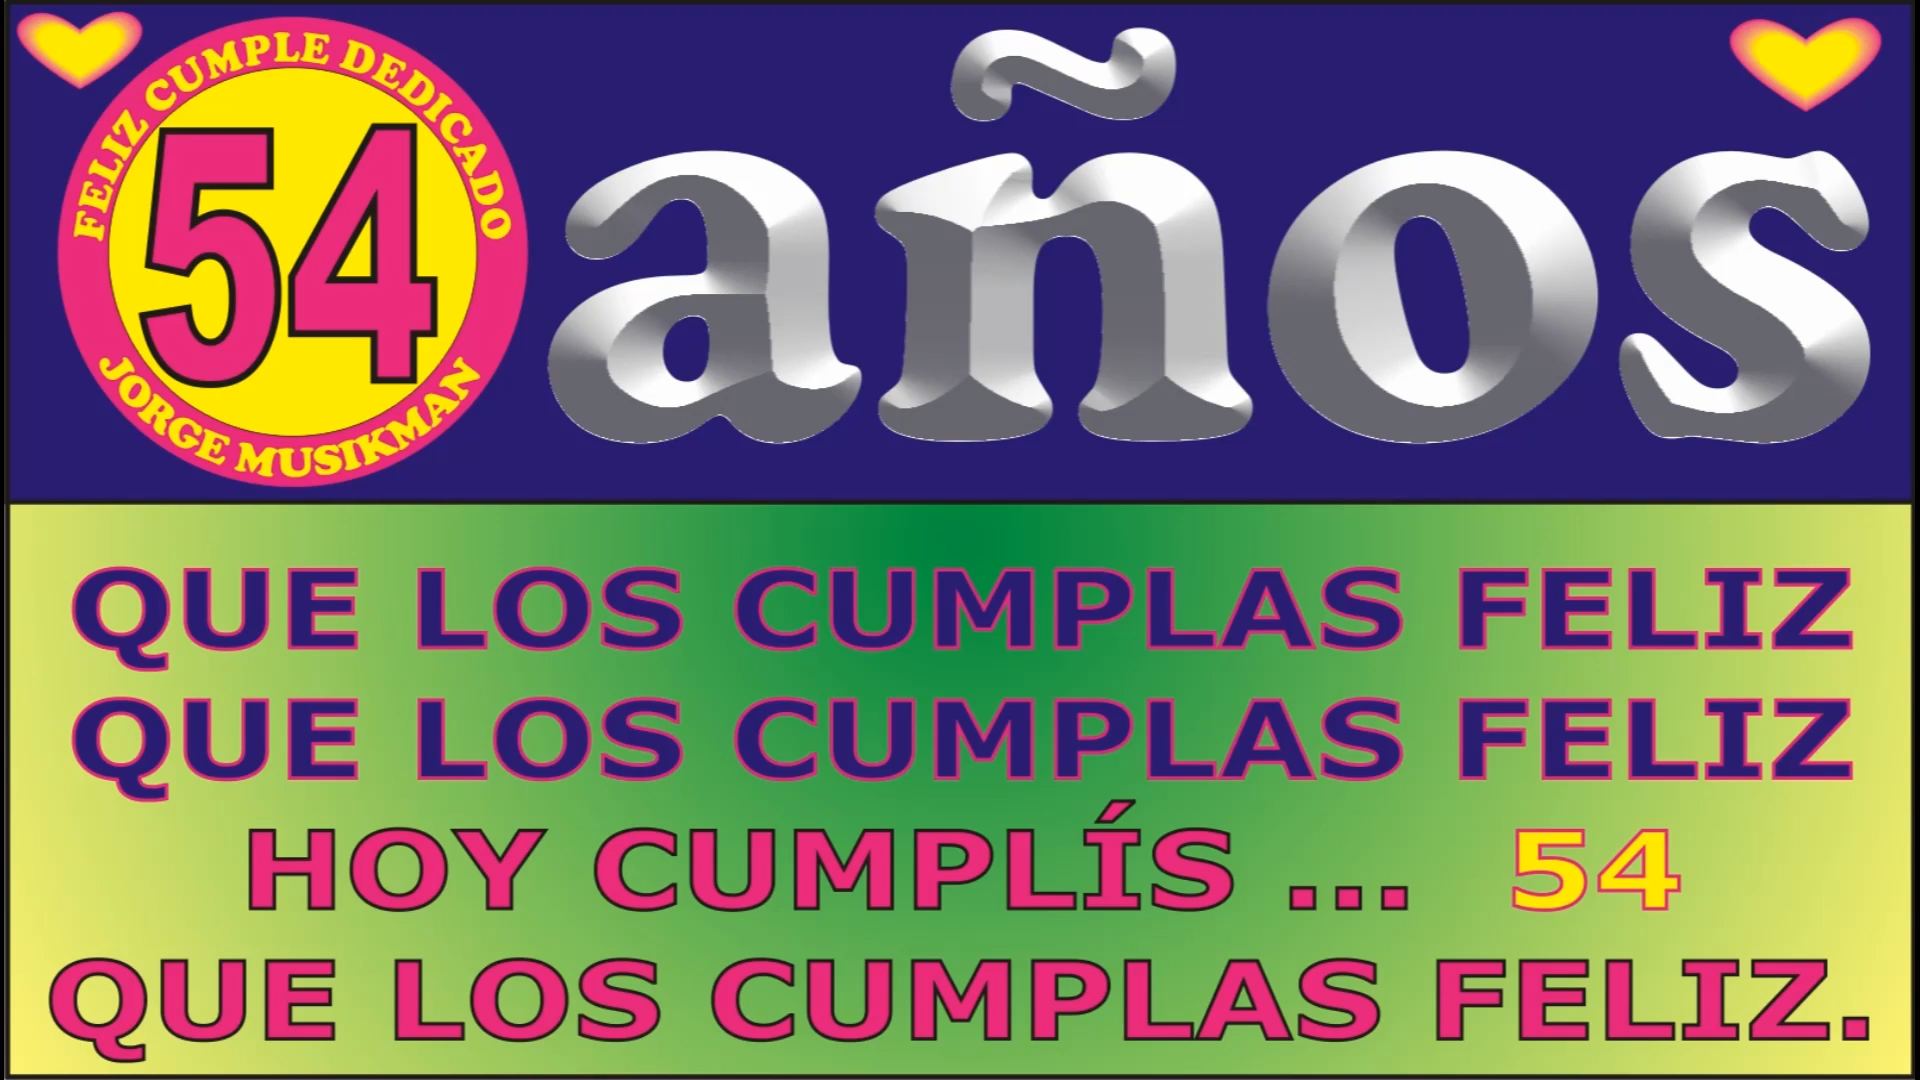 FELIZ CUMPLE DEDICADO
54
JORGE MUSIKMAN
años
QUE LOS CUMPLAS FELIZ
QUE LOS CUMPLAS FELIZ
HOY CUMPLÍS ... 54
QUE LOS CUMPLAS FELIZ.